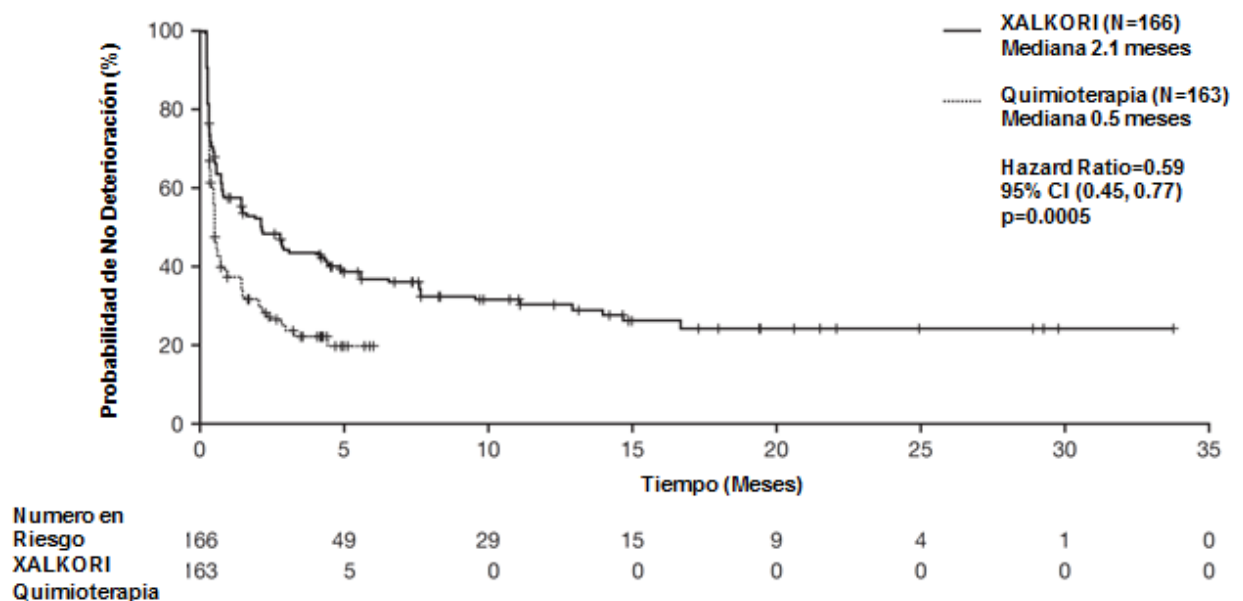 XALKORI (N=166)
Mediana 2.1 meses
Quimioterapia (N=163)
Mediana 0.5 meses
Hazard Ratio=0.59
95% CI (0.45, 0.77)
p=0.0005
Probabilidad de No Deterioración (%)
100
80
60
40
20
0
0 5 10 15 20 25 30 35
Tiempo (Meses)
Numero en
Riesgo 166 49 29 15 9 4 1 0
XALKORI
163 5 0 0 0 0 0 0
Quimioterapia